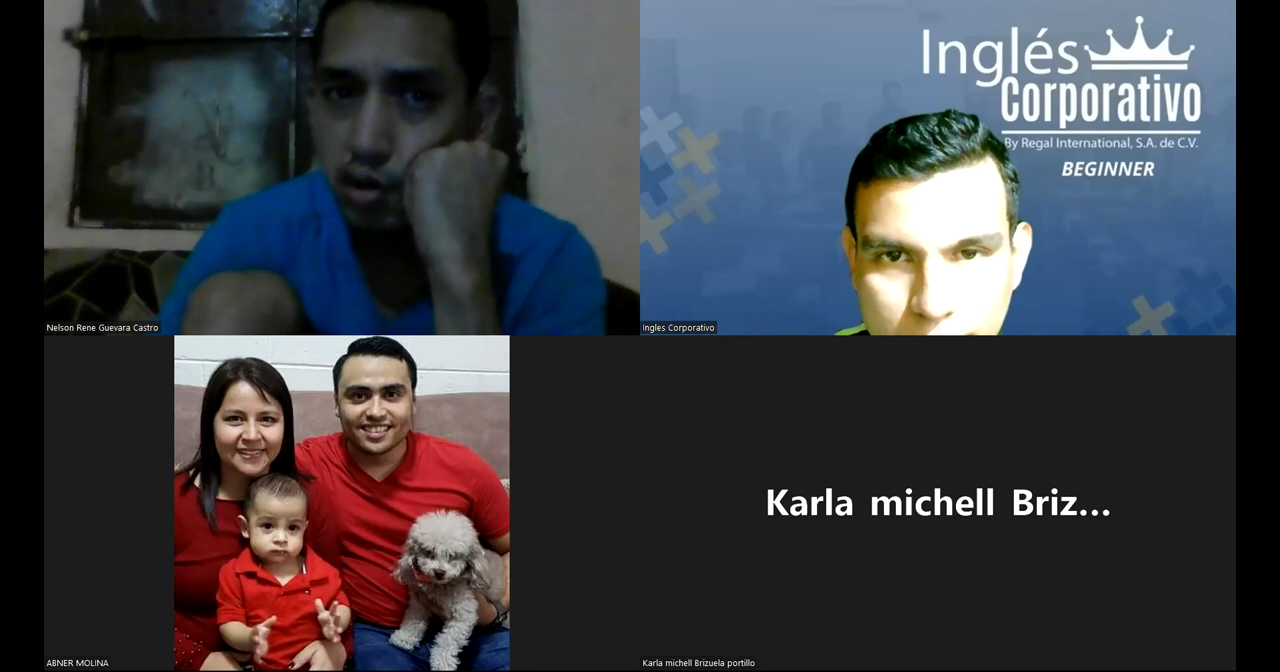 Inglés
Corporativo
By Regal International, S.A. de C.V.
BEGINNER
Nelson Rene Guevara Castro
Ingles Corporativo
Karla michell Briz...
ABNER MOLINA
Karla michell Brizuela portillo